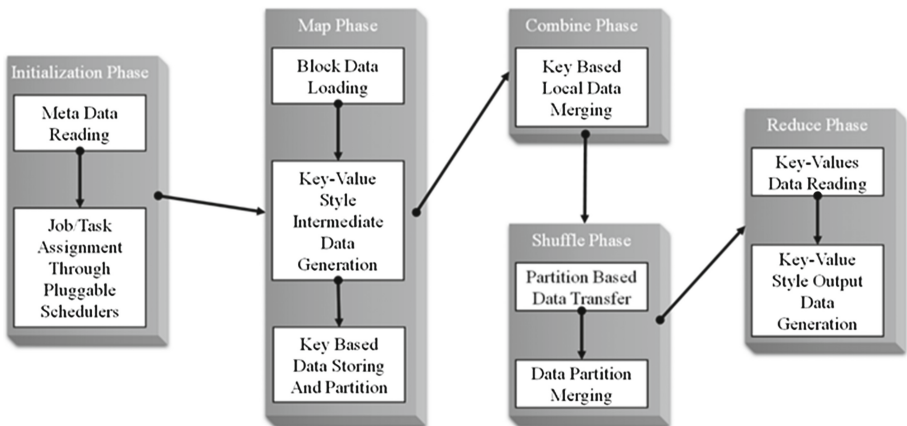 Initialization Phase
Meta Data
Reading
Job/Task
Assignment
Through
Pluggable
Schedulers
Map Phase
Block Data
Loading
Key-Value
Style
Intermediate
Data
Generation
Key Based
Data Storing
And Partition
Combine Phase
Key Based
Local Data
Merging
Shuffle Phase
Partition Based
Data Transfer
Data Partition
Merging
Reduce Phase
Key-Values
Data Reading
Key-Value
Style Output
Data
Generation